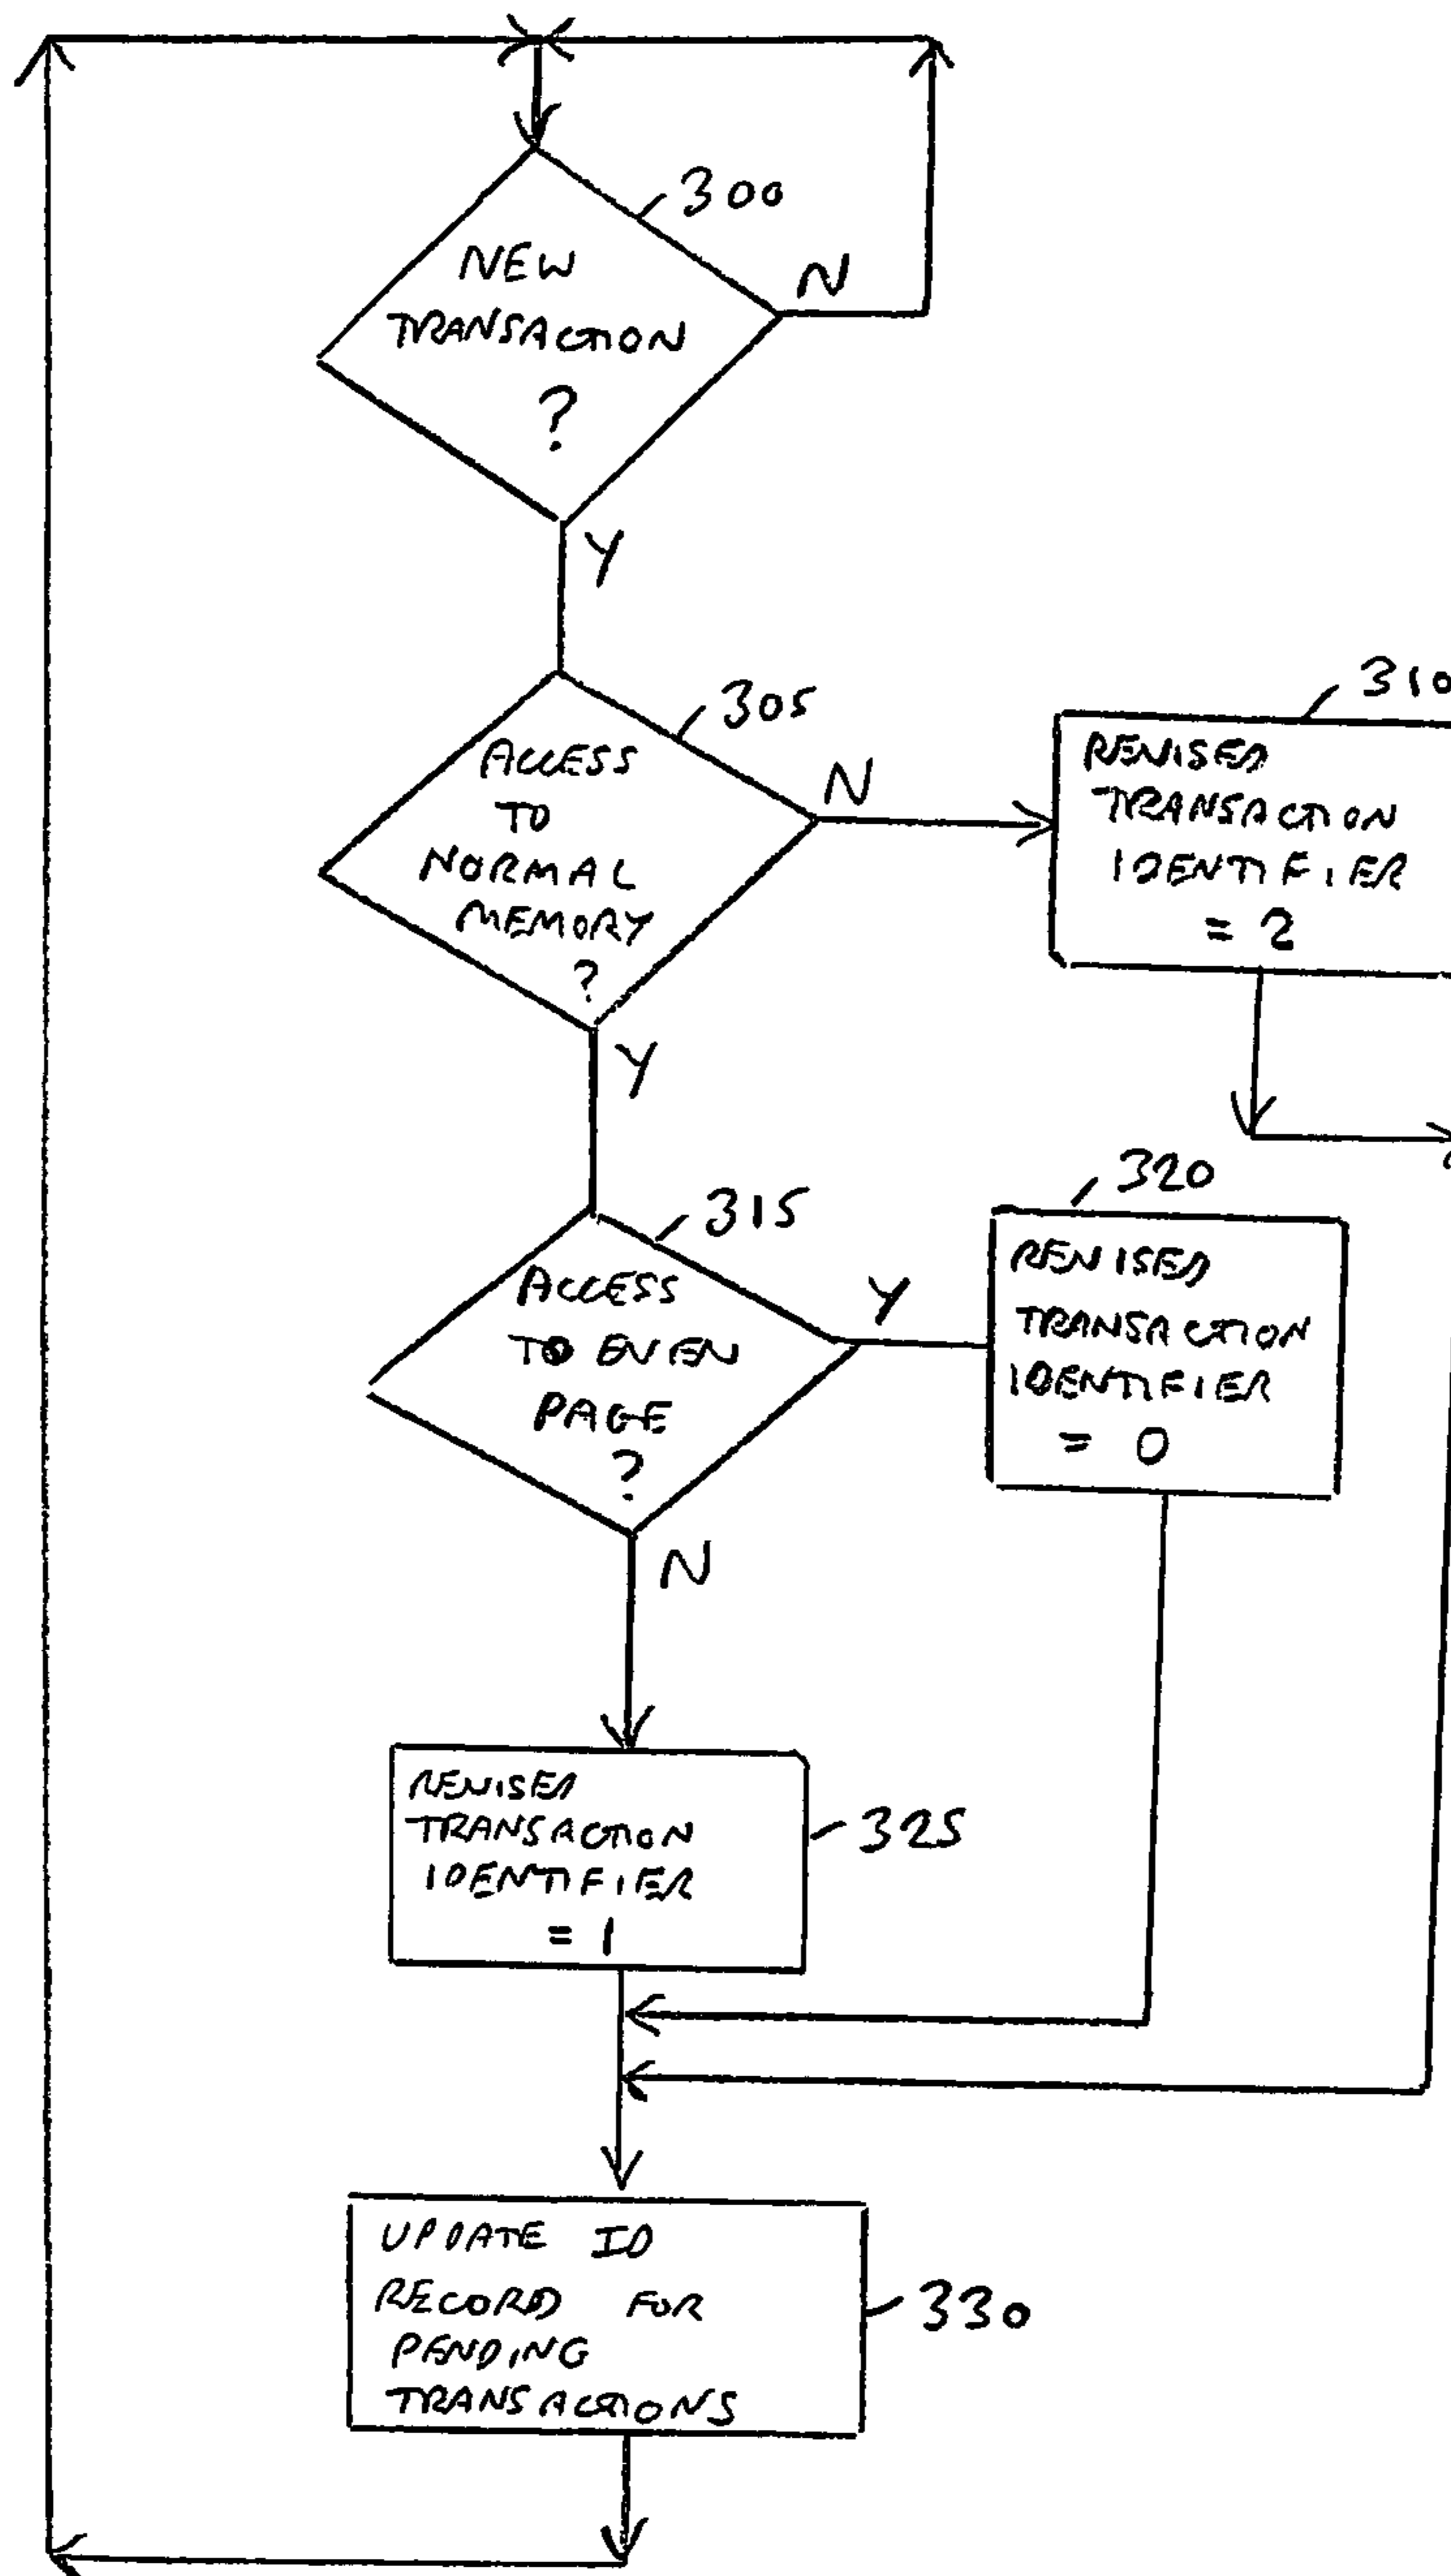 300
NEW
TRANSACTION
?
N
Y
305
ACCESS
TO
NORMAL
MEMORY
?
N
Y
310
REVISED
TRANSACTION
IDENTIFIER
= 2
315
ACCESS
TO EVEN
PAGE
?
Y
N
320
REVISED
TRANSACTION
IDENTIFIER
= 0
REVISED
TRANSACTION
IDENTIFIER
= 1
325
UPDATE ID
RECORD FOR
PENDING
TRANSACTIONS
330